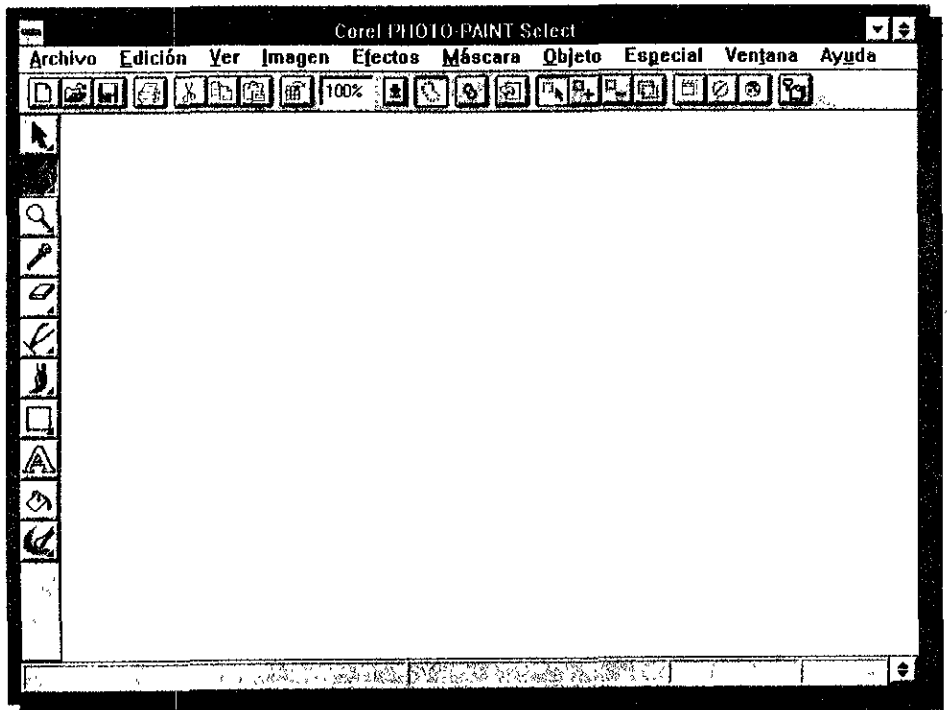 Corel PHOTO-PAINT Select
Archivo Edición Ver Imagen Efectos Máscara Objeto Especial Ventana Ayuda
100%